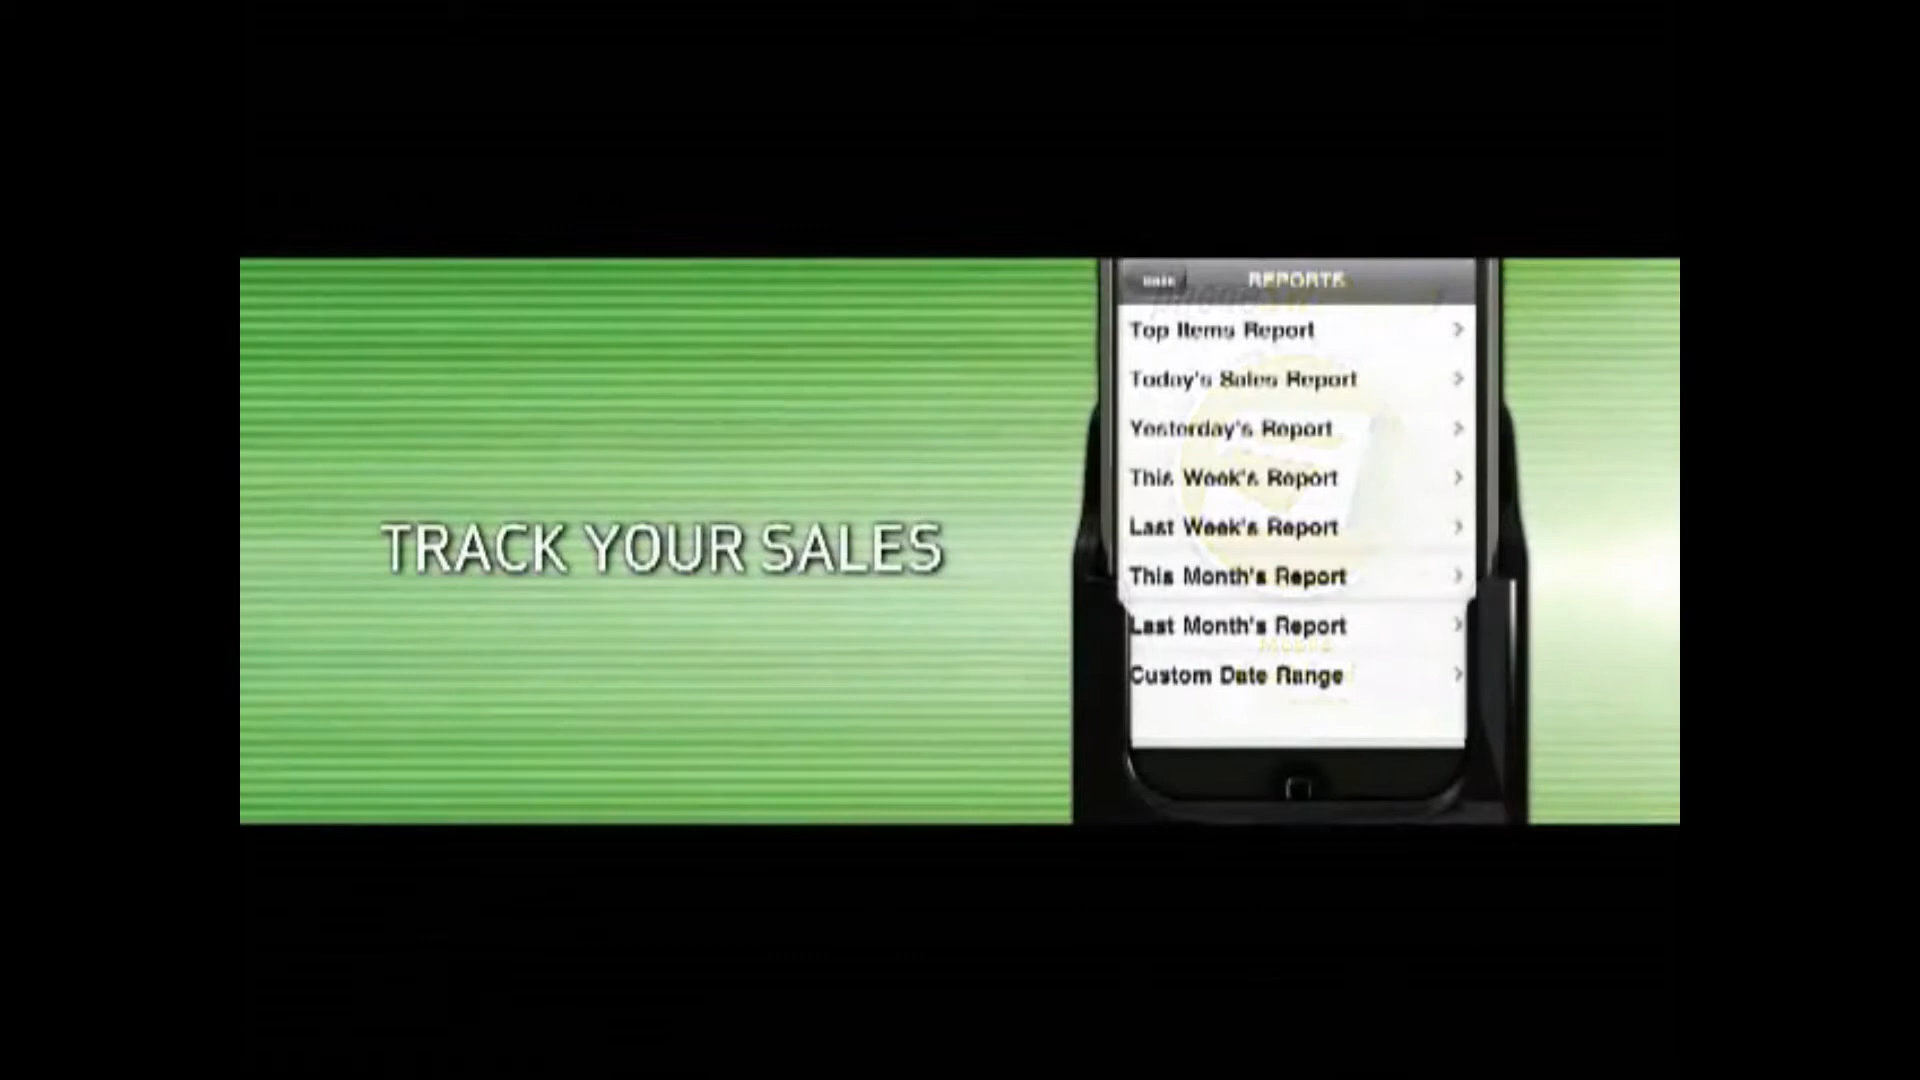 REPORTS
Top Items Report
Today's Sales Report
Yesterday's Report
This Week's Report
Last Week's Report
This Month's Report
Last Month's Report
Custom Date Range
TRACK YOUR SALES